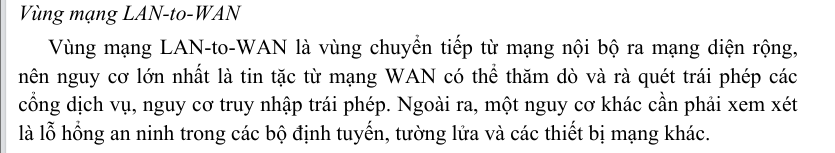 Vùng mạng LAN-to-WAN
Vùng mạng LAN-to-WAN là vùng chuyển tiếp từ mạng nội bộ ra mạng diện rộng,
nên nguy cơ lớn nhất là tin tặc từ mạng WAN có thể thăm dò và rà quét trái phép các
cổng dịch vụ, nguy cơ truy nhập trái phép. Ngoài ra, một nguy cơ khác cần phải xem xét
là lỗ hổng an ninh trong các bộ định tuyến, tường lửa và các thiết bị mạng khác.